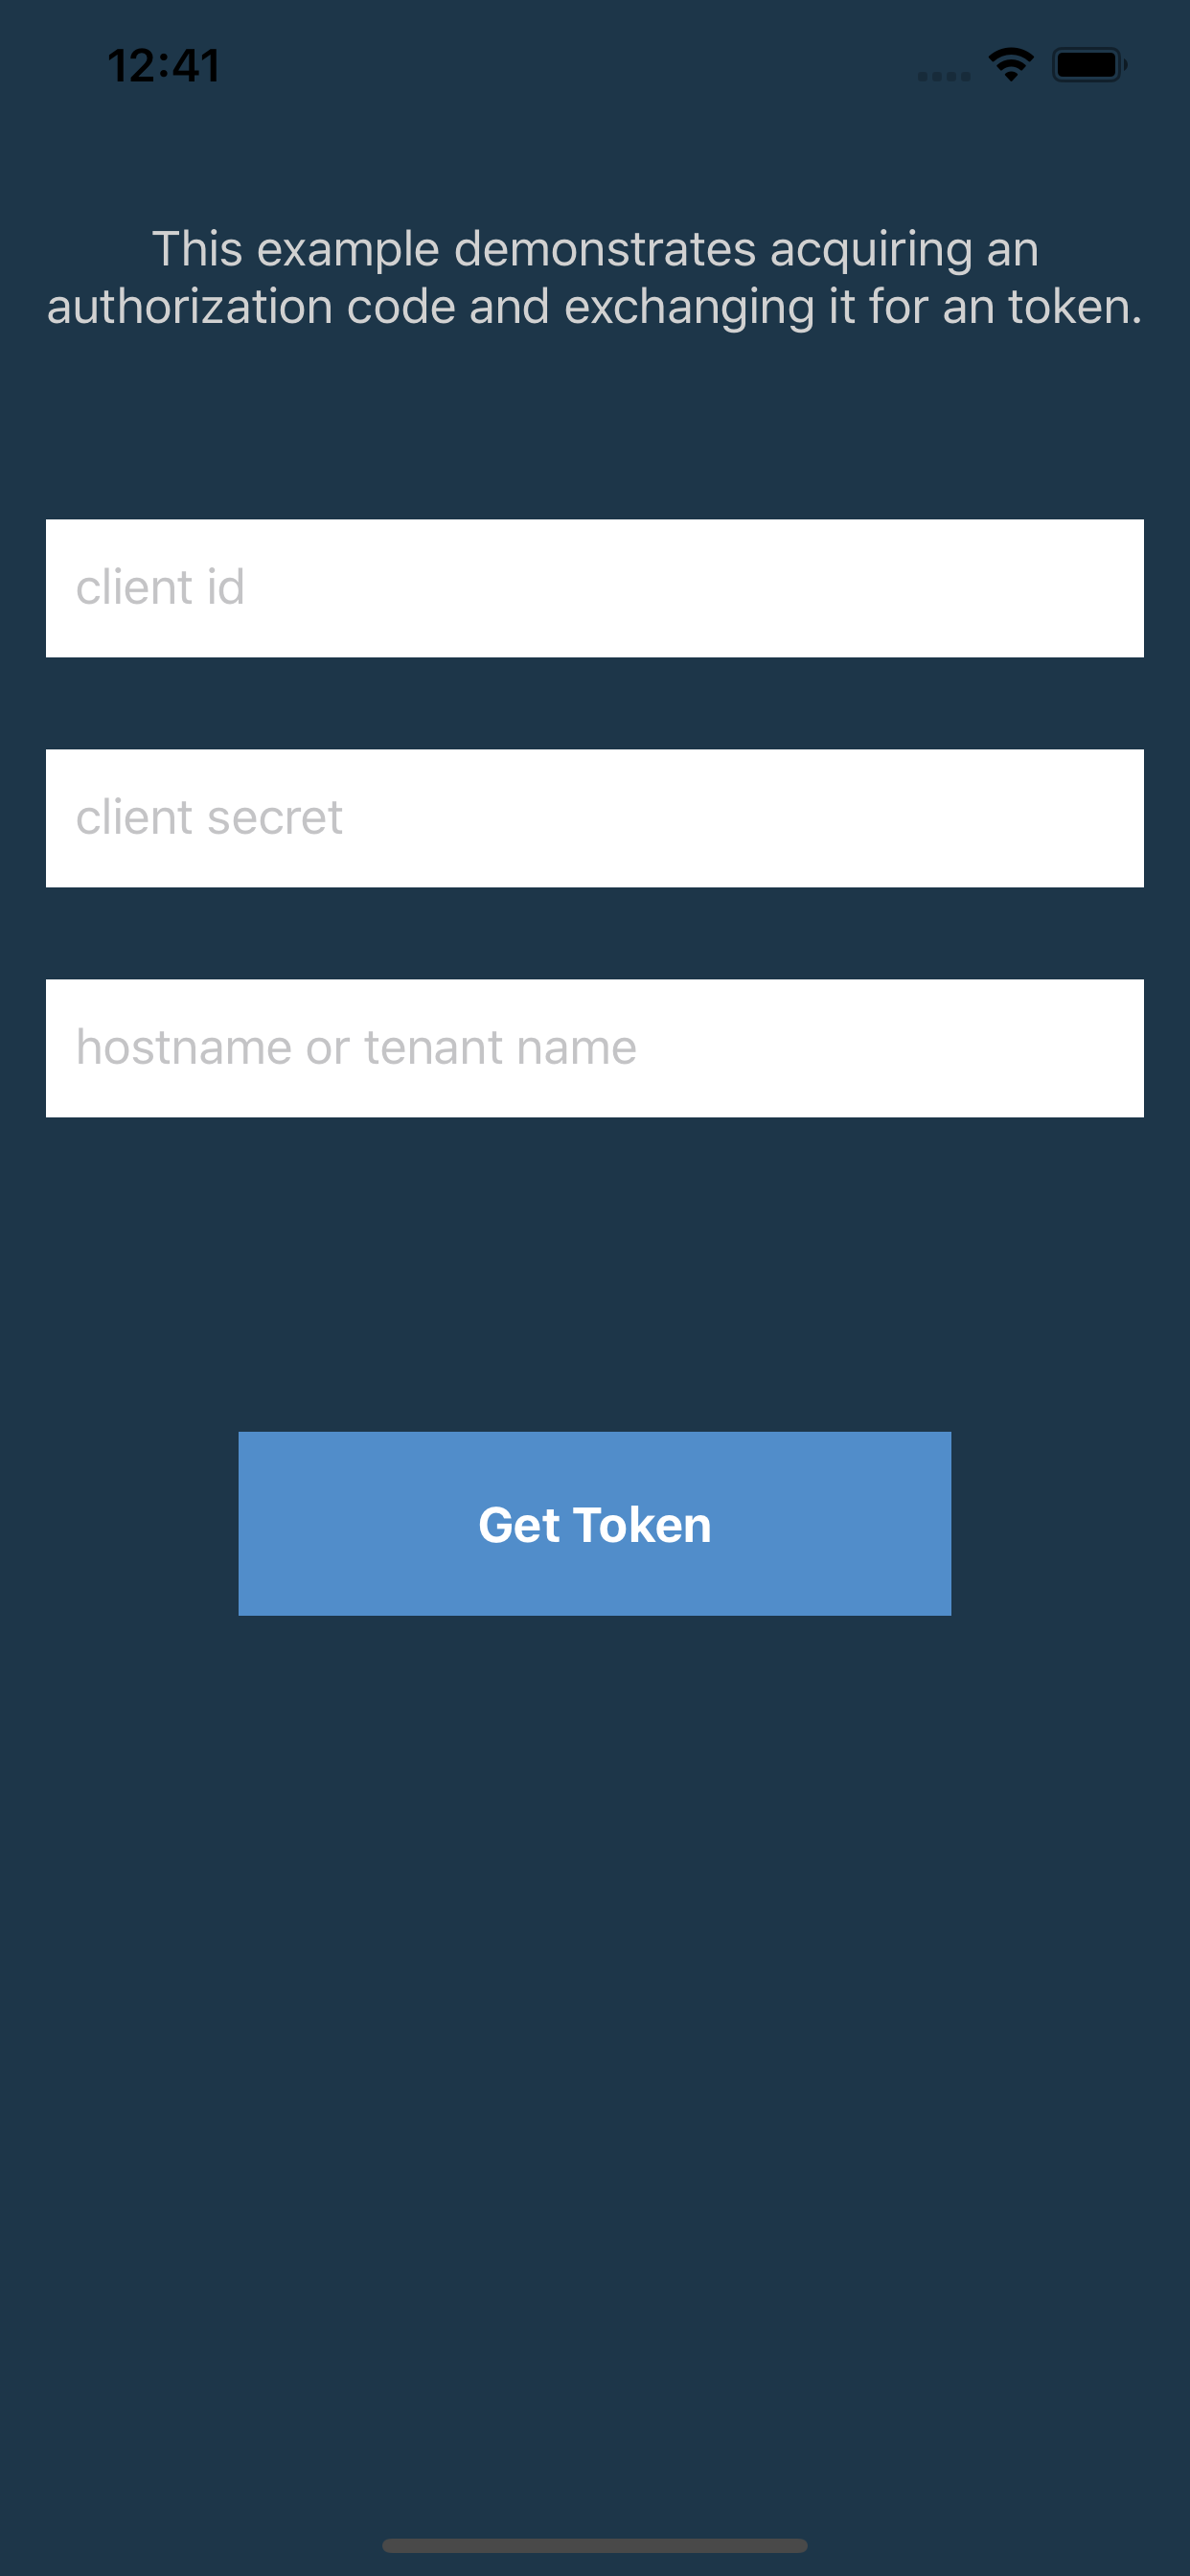 12:41
This example demonstrates acquiring an
authorization code and exchanging it for an token.
client id
client secret
hostname or tenant name
Get Token